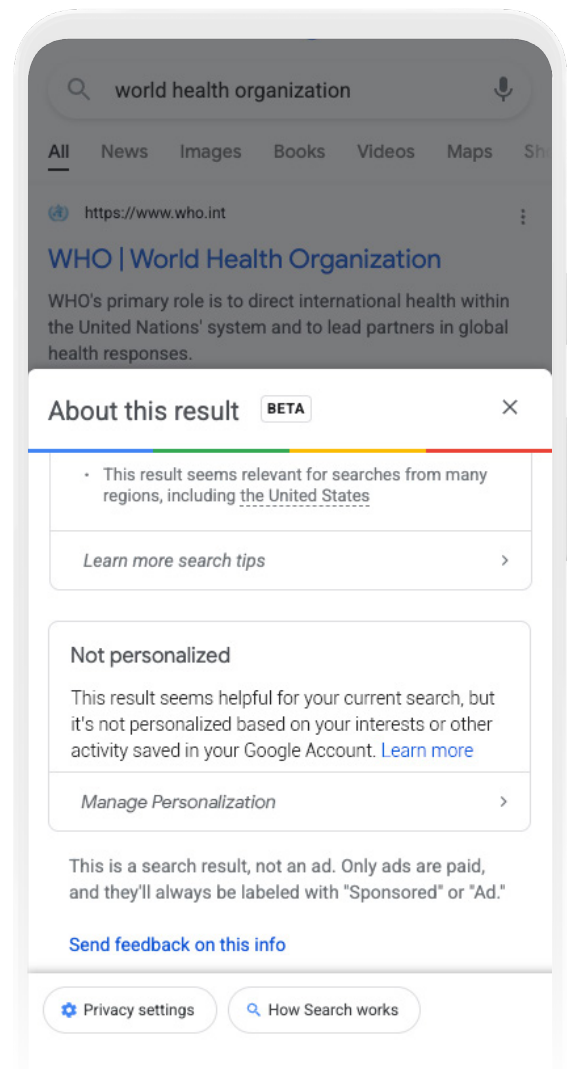 world health organization
All News Images Books Videos Maps Sh
https://www.who.int
WHO | World Health Organization
WHO's primary role is to direct international health within
the United Nations' system and to lead partners in global
health responses.
About this result BETA
· This result seems relevant for searches from many
regions, including the United States
Learn more search tips
Not personalized
This result seems helpful for your current search, but
it's not personalized based on your interests or other
activity saved in your Google Account. Learn more
Manage Personalization
This is a search result, not an ad. Only ads are paid,
and they'll always be labeled with "Sponsored" or "Ad."
Send feedback on this info
Privacy settings How Search works